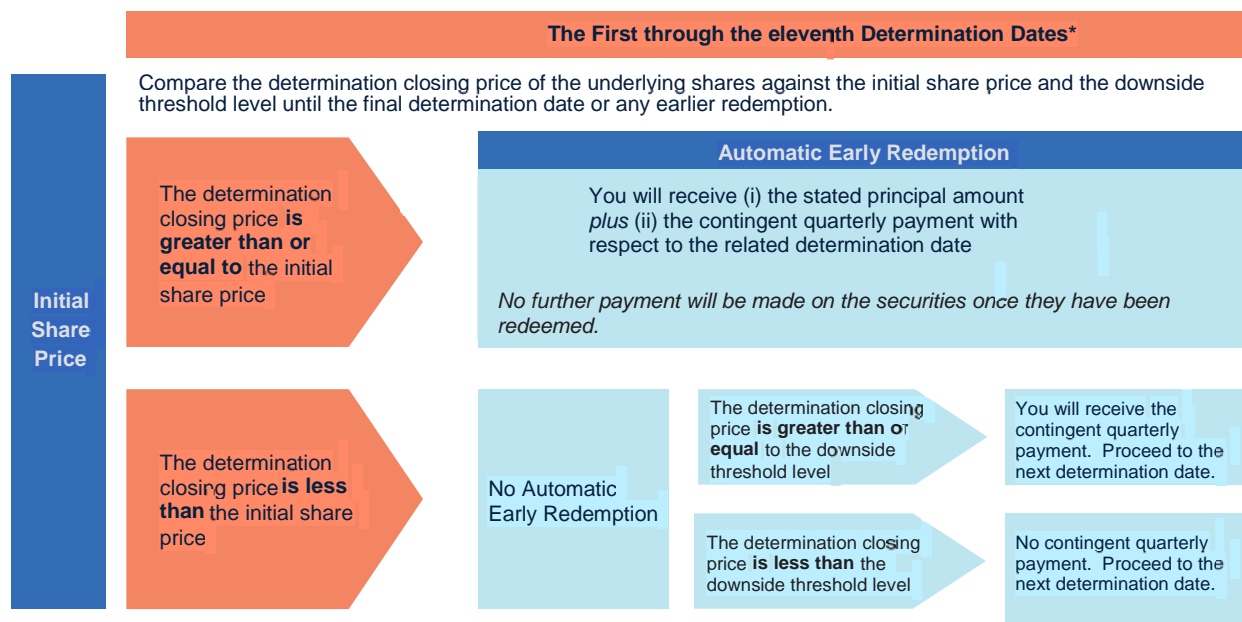 The First through the eleventh Determination Dates*
Compare the determination closing price of the underlying shares against the initial share price and the downside
threshold level until the final determination date or any earlier redemption.
Initial
Share
Price
The determination
closing price is
greater than or
equal to the initial
share price
Automatic Early Redemption
You will receive (i) the stated principal amount
plus (ii) the contingent quarterly payment with
respect to the related determination date
No further payment will be made on the securities once they have been
redeemed.
The determination
closing price is less
than the initial share
price
No Automatic
Early Redemption
The determination closing
price is greater than or
equal to the downside
threshold level
You will receive the
contingent quarterly
payment. Proceed to the
next determination date.
The determination closing
price is less than the
downside threshold level
No contingent quarterly
payment. Proceed to the
next determination date.